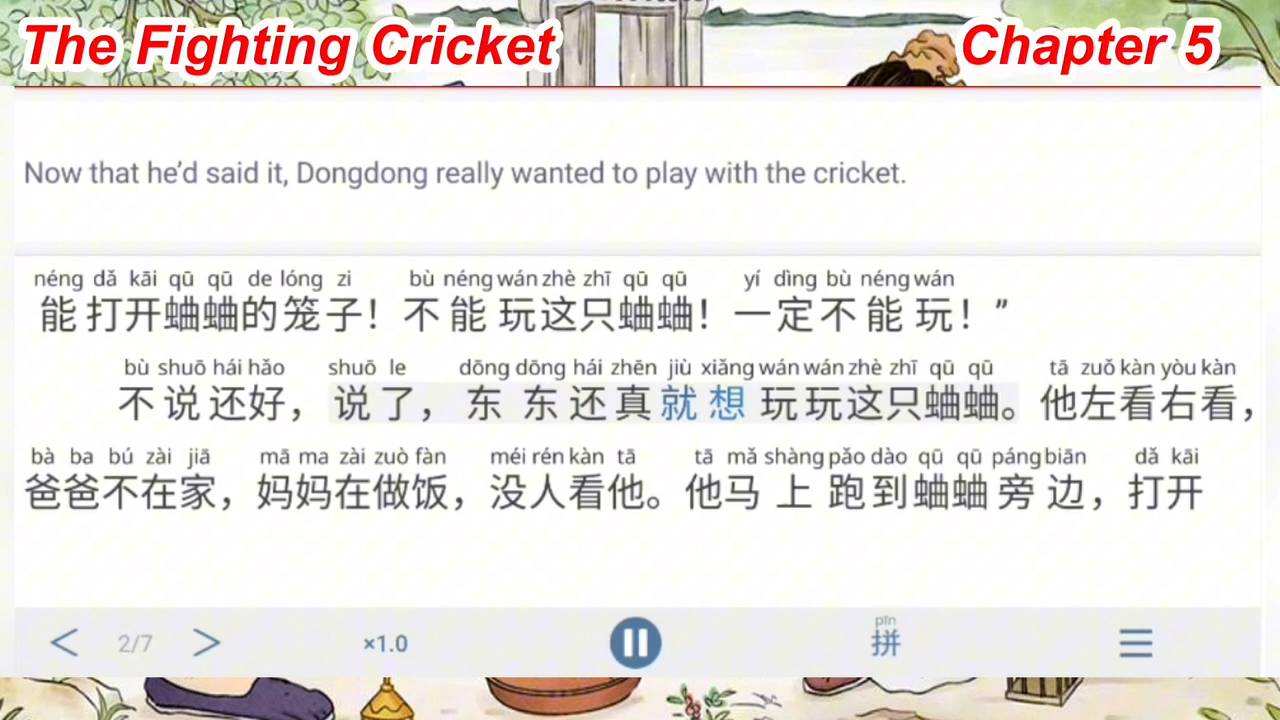 The Fighting Cricket
Chapter 5
Now that he’d said it, Dongdong really wanted to play with the cricket.
néng dǎ kāi qū qū de lóng zi bù néng wán zhè zhī qū qū yí dìng bù néng wán
能打开蛐蛐的笼子！不能玩这只蛐蛐！一定不能玩！”
bù shuō hái hǎo shuō le dōng dōng hái zhēn jiù xiǎng wán wán zhè zhī qū qū tā zuǒ kàn yòu kàn
不说还好，说了，东东还真就想玩玩这只蛐蛐。他左看右看，
bà ba bú zài jiā mā ma zài zuò fàn méi rén kàn tā tā mǎ shàng pǎo dào qū qū páng biān dǎ kāi
爸爸不在家，妈妈在做饭，没人看他。他马上跑到蛐蛐旁边，打开
2/7
×1.0
pīn
拼